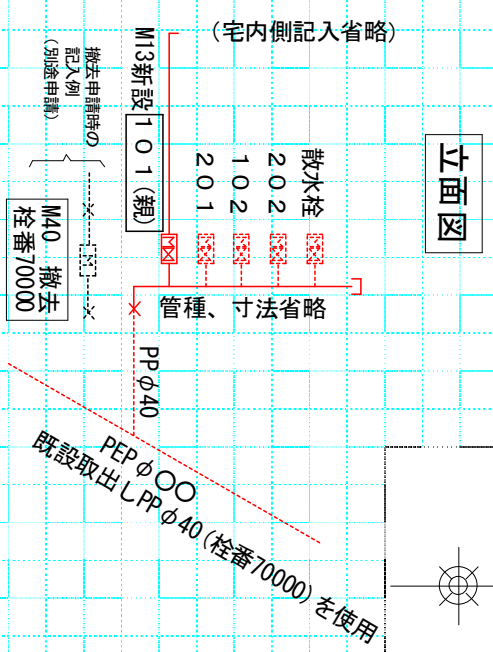 立面図
(宅内側記入省略)
散水栓
202
102
201
M13新設
101(親)
撤去申請時の
記入例
(別途申請)
M40 撤去
栓番70000
管種、寸法省略
PPφ40
PEPφ〇〇
既設取出しPPφ40(栓番70000)を使用
M
M
M
M
M
M